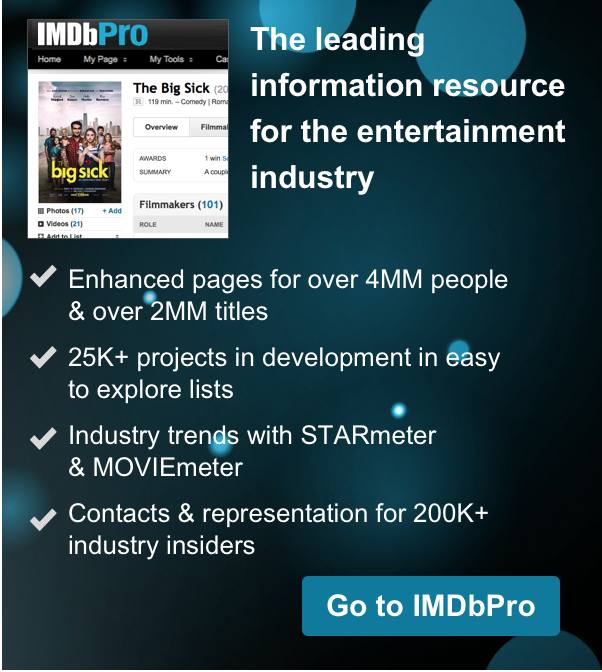 IMDbPro
Home My Page My Tools
The Big Sick (20
R 119 min. – Comedy | Roma
Overview Filmmal
AWARDS 1 win
SUMMARY A coupl
the
big sick
Photos (17) + Add
Videos (21)
Add to List
Filmmakers (101)
ROLE NAME
The leading
information resource
for the entertainment
industry
Enhanced pages for over 4MM people
& over 2MM titles
25K+ projects in development in easy
to explore lists
Industry trends with STARmeter
& MOVIEmeter
Contacts & representation for 200K+
industry insiders
Go to IMDbPro